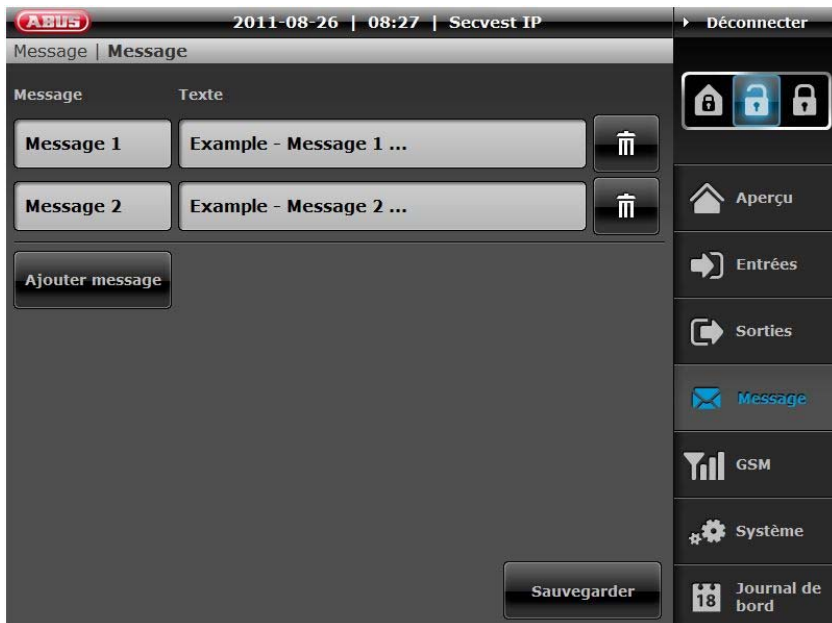 ABUS
2011-08-26 | 08:27 | Secvest IP
Déconnecter
Message | Message
Message Texte
Message 1 Example - Message 1 ...
Message 2 Example - Message 2 ...
Ajouter message
Sauvegarder
Aperçu
Entrées
Sorties
Message
GSM
Système
18
Journal de
bord